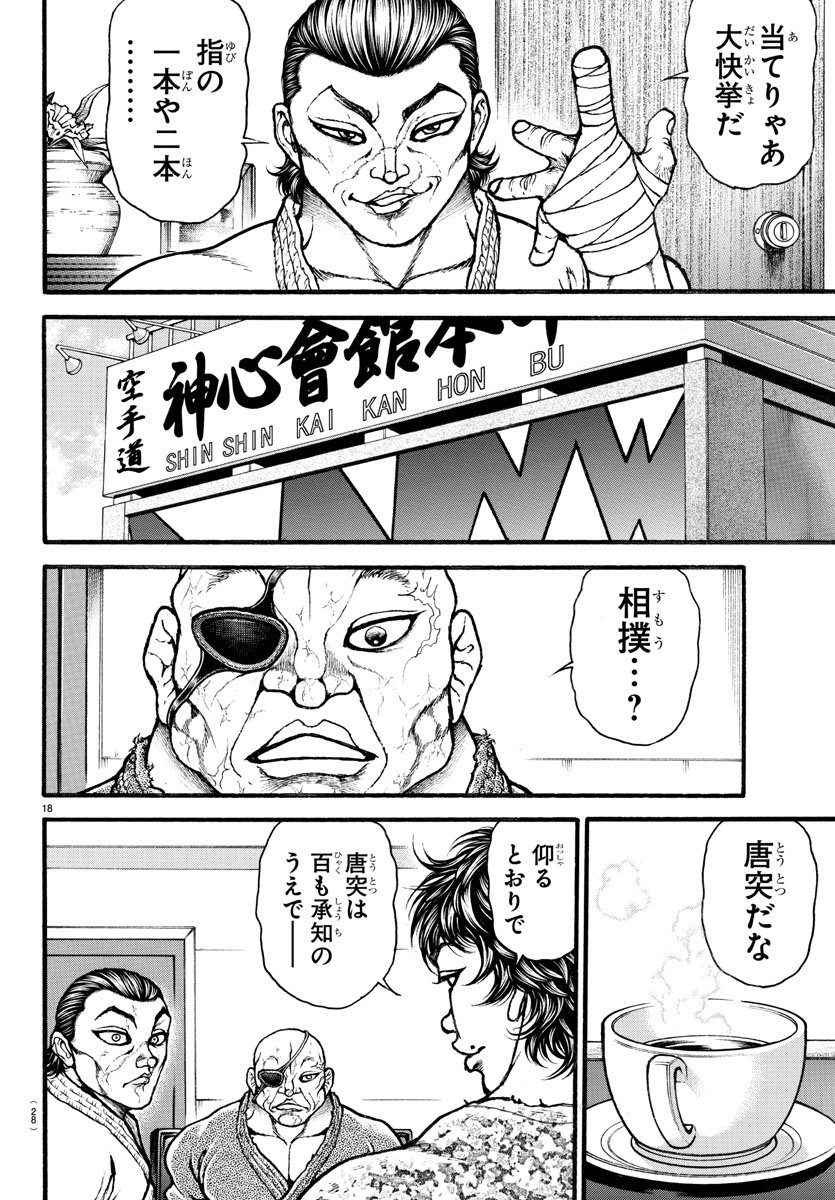 当てりゃあ
大快挙だ
指の
一本や二本
………
神心會館本部
SHIN SHIN KAI KAN HON BU
空手道
相撲…?
唐突だな
仰る
とおりで
唐突は
百も承知の
うえで――
18
(28)